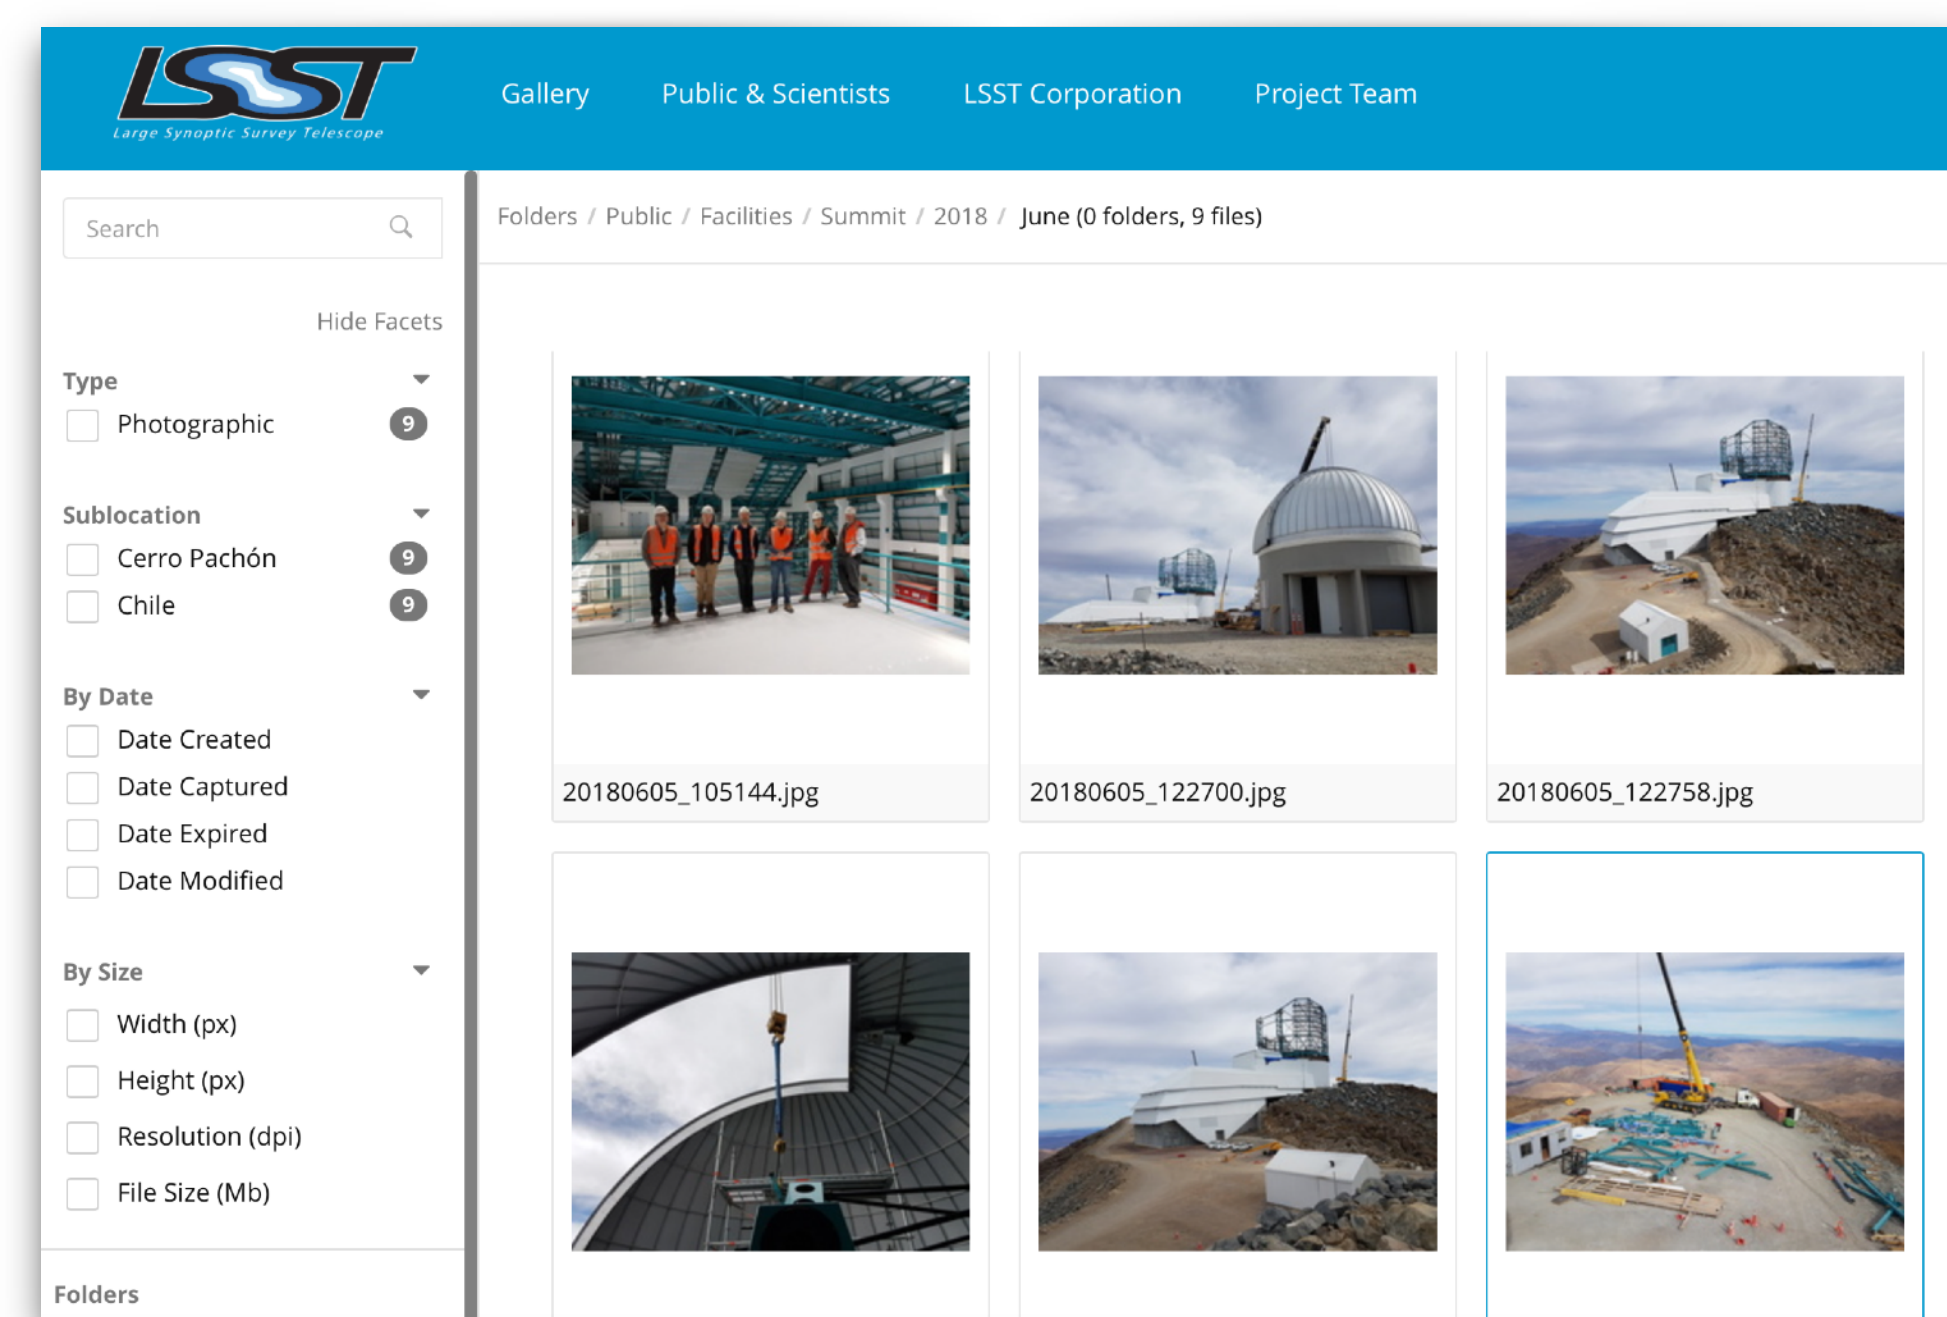 LSST
Large Synoptic Survey Telescope
Gallery Public & Scientists LSST Corporation Project Team
Search
Folders / Public / Facilities / Summit / 2018 / June (0 folders, 9 files)
Hide Facets
Type
Photographic 9
Sublocation
Cerro Pachón 9
Chile 9
By Date
Date Created
Date Captured
Date Expired
Date Modified
By Size
Width (px)
Height (px)
Resolution (dpi)
File Size (Mb)
Folders
20180605_105144.jpg
20180605_122700.jpg
20180605_122758.jpg